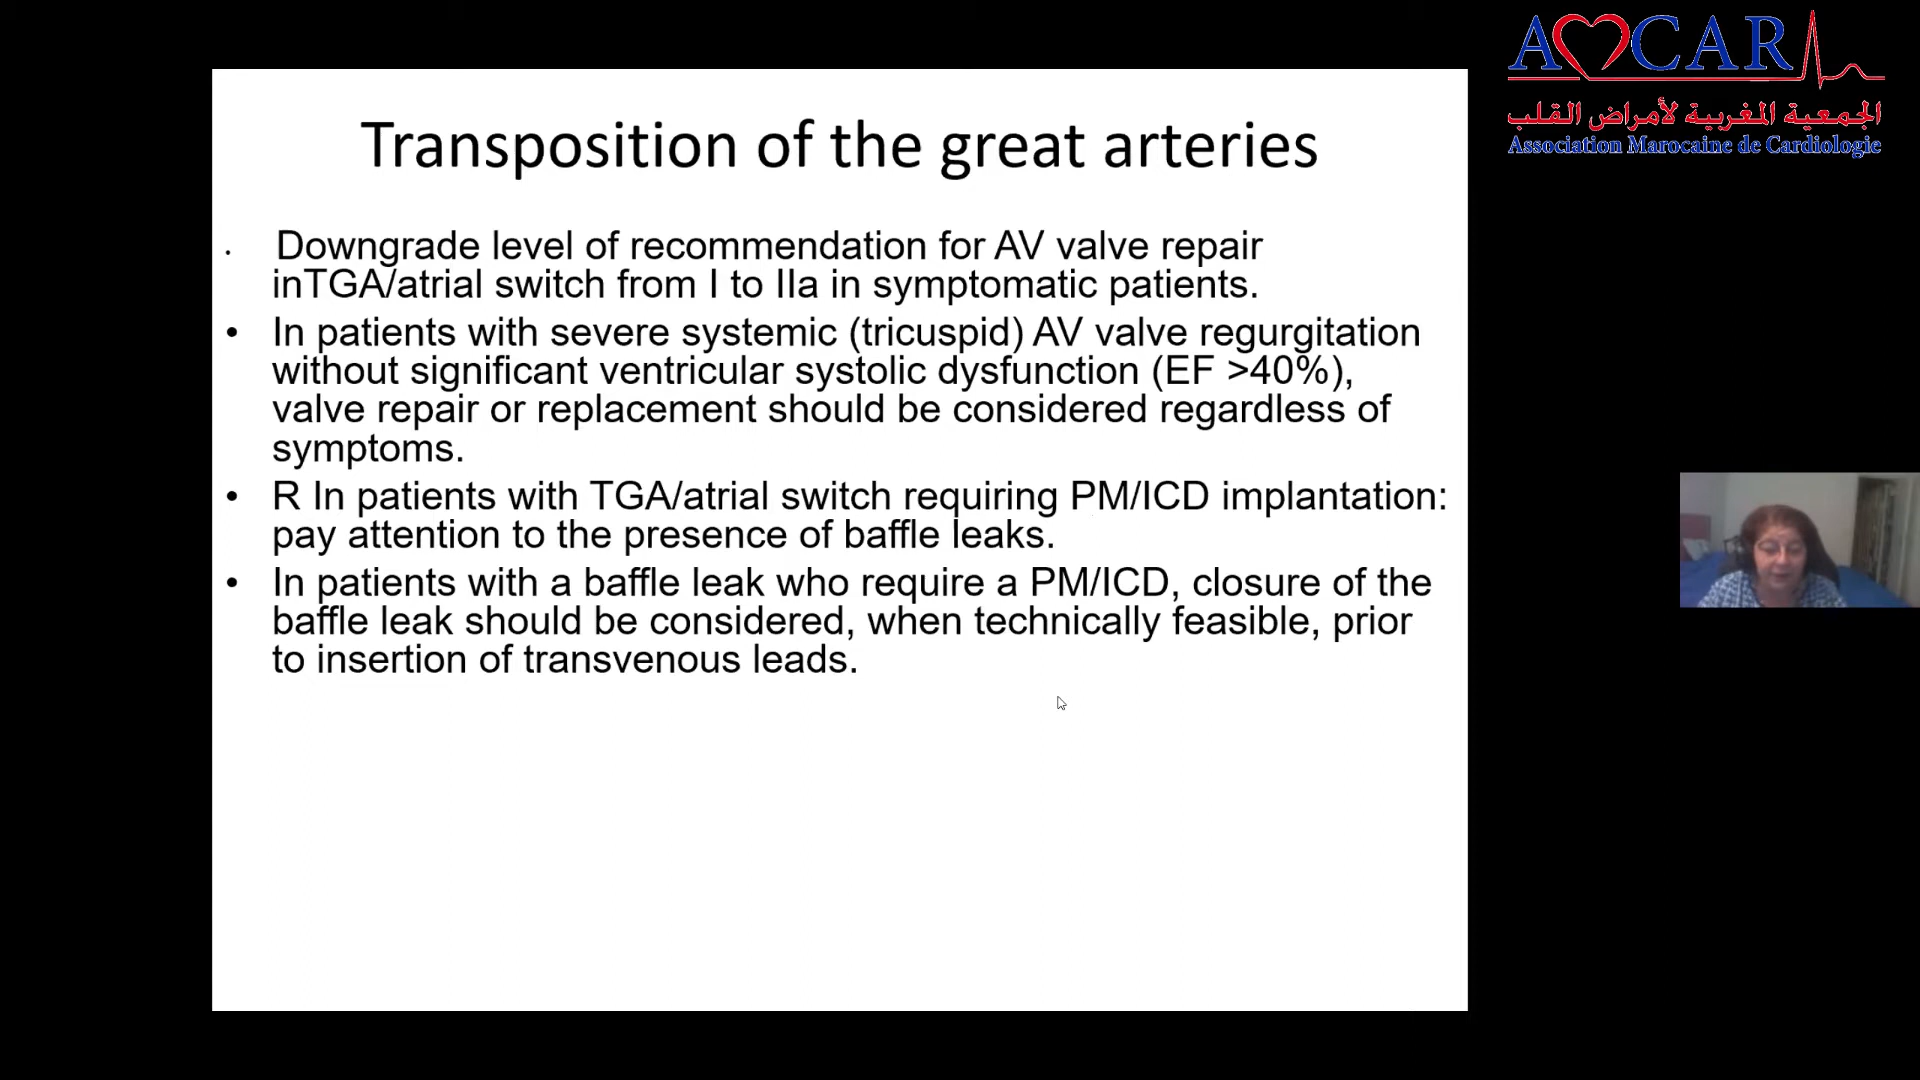 AMCAR
الجمعية المغربية لأمراض القلب
Association Marocaine de Cardiologie
Transposition of the great arteries
• Downgrade level of recommendation for AV valve repair
inTGA/atrial switch from I to IIa in symptomatic patients.
• In patients with severe systemic (tricuspid) AV valve regurgitation
without significant ventricular systolic dysfunction (EF >40%),
valve repair or replacement should be considered regardless of
symptoms.
• R In patients with TGA/atrial switch requiring PM/ICD implantation:
pay attention to the presence of baffle leaks.
• In patients with a baffle leak who require a PM/ICD, closure of the
baffle leak should be considered, when technically feasible, prior
to insertion of transvenous leads.